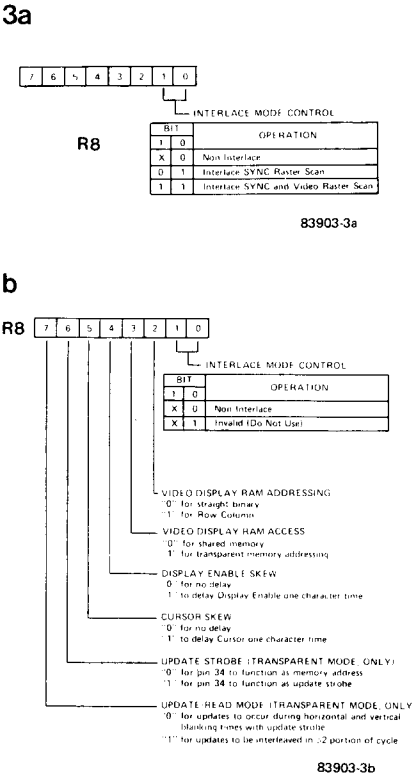 3a
7 6 5 4 3 2 1 0
INTERLACE MODE CONTROL
R8
BIT OPERATION
1 0
X 0 Non Interlace
0 1 Interlace SYNC Raster Scan
1 1 Interlace SYNC and Video Raster Scan
83903-3a
b
R8 7 6 5 4 3 2 1 0
INTERLACE MODE CONTROL
BIT OPERATION
1 0
X 0 Non Interlace
X 1 Invalid (Do Not Use)
VIDEO DISPLAY RAM ADDRESSING
"0" for straight binary
"1" for Row Column
VIDEO DISPLAY RAM ACCESS
"0" for shared memory
1" for transparent memory addressing
DISPLAY ENABLE SKEW
0" for no delay
1 to delay Display Enable one character time
CURSOR SKEW
"0" for no delay
"1" to delay Cursor one character time
UPDATE STROBE (TRANSPARENT MODE, ONLY)
"0" for pin 34 to function as memory address
"1" for pin 34 to function as update strobe
UPDATE READ MODE (TRANSPARENT MODE, ONLY
"0" for updates to occur during horizontal and vertical
blanking times with update strobe
"1" for updates to be interleaved in portion of cycle
83903-3b